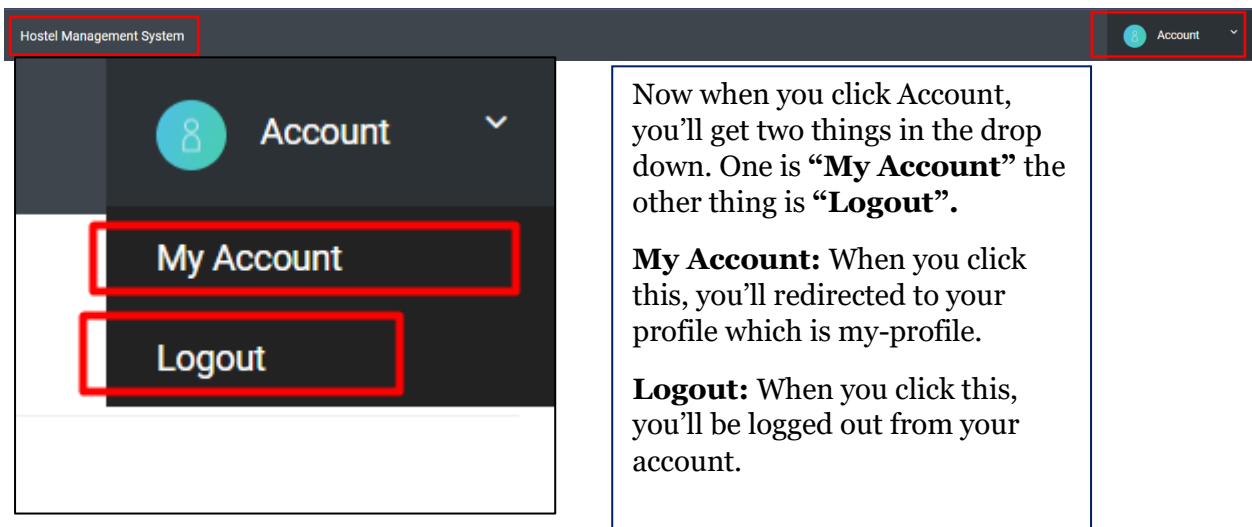 Hostel Management System
Account
Account
My Account
Logout
Now when you click Account,
you’ll get two things in the drop
down. One is “My Account” the
other thing is “Logout”.
My Account: When you click
this, you’ll redirected to your
profile which is my-profile.
Logout: When you click this,
you’ll be logged out from your
account.